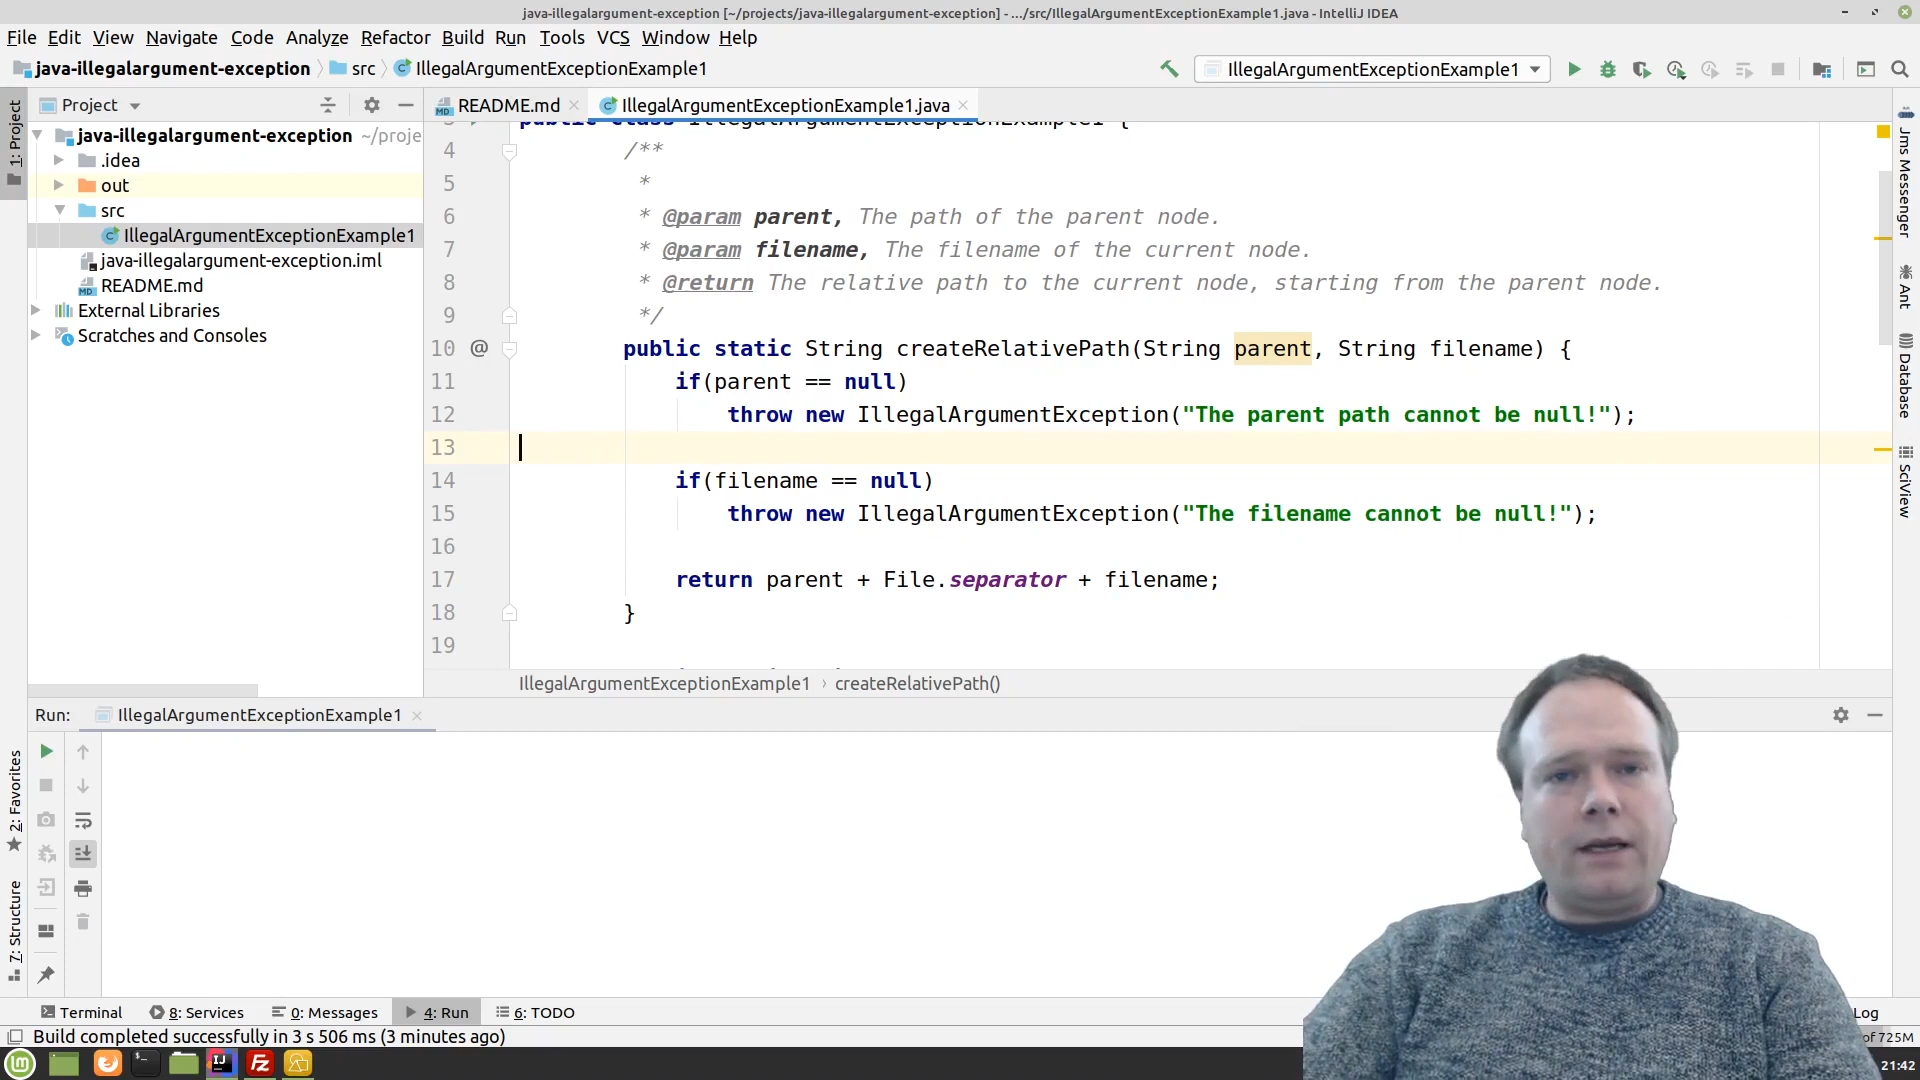 java-illegalargument-exception [~/projects/java-illegalargument-exception] - .../src/IllegalArgumentExceptionExample1.java - IntelliJ IDEA
File Edit View Navigate Code Analyze Refactor Build Run Tools VCS Window Help
java-illegalargument-exception src IllegalArgumentExceptionExample1
IllegalArgumentExceptionExample1
Project
README.md
IllegalArgumentExceptionExample1.java
1: Project
java-illegalargument-exception ~/proje
.idea
out
src
IllegalArgumentExceptionExample1
java-illegalargument-exception.iml
README.md
External Libraries
Scratches and Consoles
public class IllegalArgumentExceptionExample1 {
4 /**
5 *
6 * @param parent, The path of the parent node.
7 * @param filename, The filename of the current node.
8 * @return The relative path to the current node, starting from the parent node.
9 */
10 @ public static String createRelativePath(String parent, String filename) {
11 if(parent == null)
12 throw new IllegalArgumentException("The parent path cannot be null!");
13
14 if(filename == null)
15 throw new IllegalArgumentException("The filename cannot be null!");
16
17 return parent + File.separator + filename;
18 }
19
IllegalArgumentExceptionExample1 › createRelativePath()
Jms Messenger
Ant
Database
SciView
Run: IllegalArgumentExceptionExample1
2: Favorites
7: Structure
Terminal 8: Services 0: Messages 4: Run 6: TODO
Log
Build completed successfully in 3 s 506 ms (3 minutes ago)
of 725M
21:42